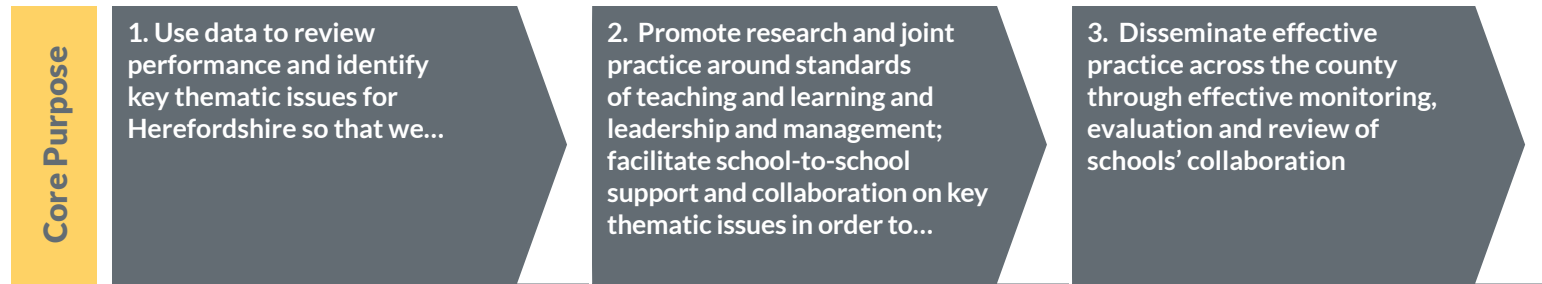 Core Purpose
1. Use data to review
performance and identify
key thematic issues for
Herefordshire so that we...
2. Promote research and joint
practice around standards
of teaching and learning and
leadership and management;
facilitate school-to-school
support and collaboration on key
thematic issues in order to...
3. Disseminate effective
practice across the county
through effective monitoring,
evaluation and review of
schools’ collaboration